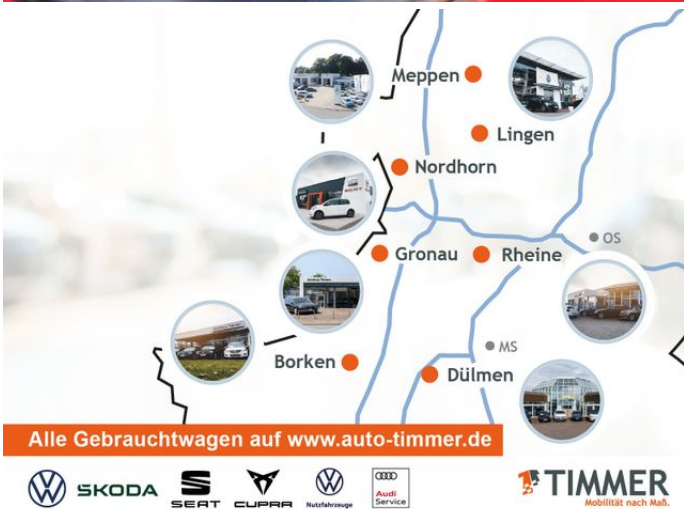 Meppen
Lingen
Nordhorn
OS
Gronau
Rheine
MS
Borken
Dülmen
Alle Gebrauchtwagen auf www.auto-timmer.de
ŠKODA
SEAT
CUPRA
Nutzfahrzeuge
Audi
Service
TIMMER
Mobilität nach Maß.